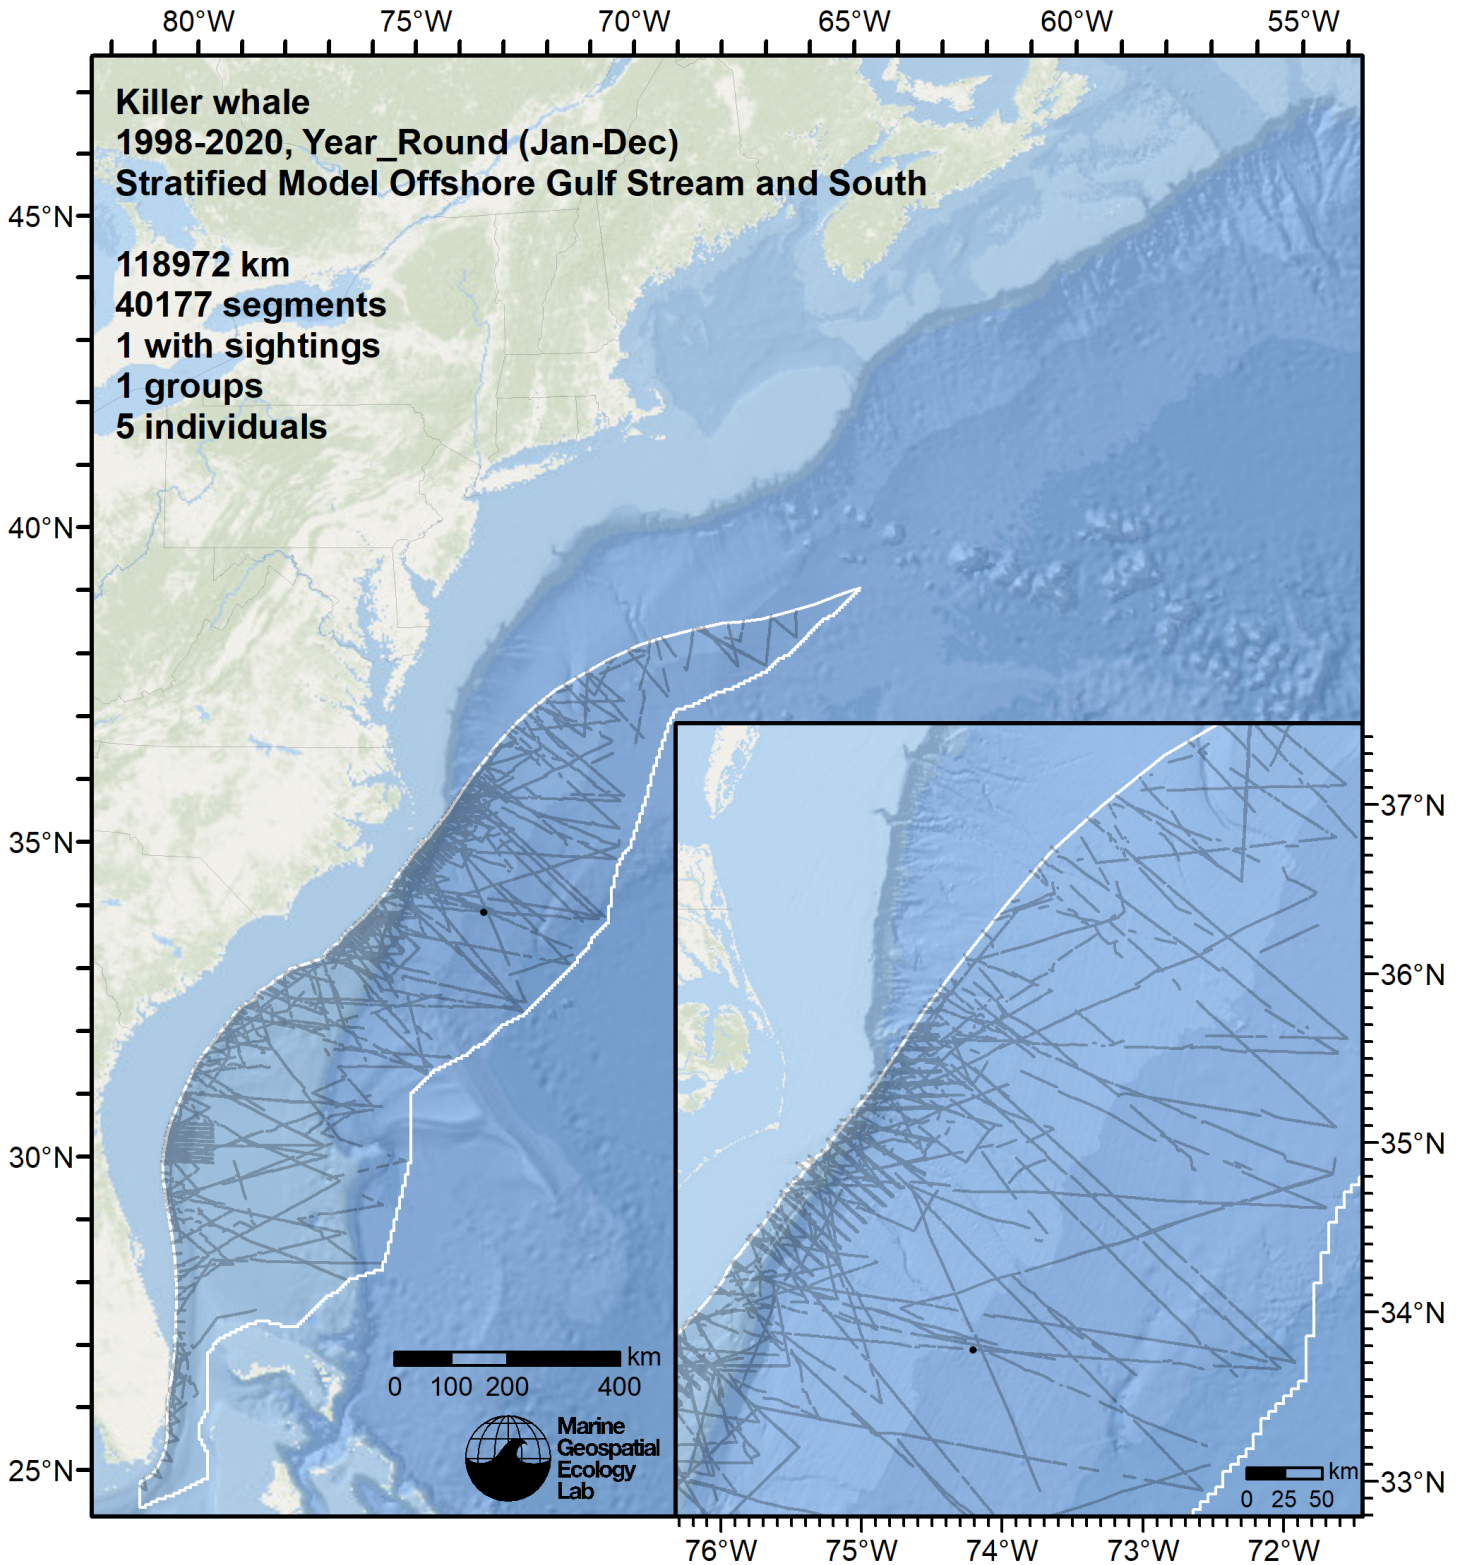 80°W 75°W 70°W 65°W 60°W 55°W
Killer whale
1998-2020, Year_Round (Jan-Dec)
Stratified Model Offshore Gulf Stream and South
118972 km
40177 segments
1 with sightings
1 groups
5 individuals
45°N
40°N
35°N
30°N
25°N
37°N
36°N
35°N
34°N
33°N
km
0 100 200 400
Marine
Geospatial
Ecology
Lab
km
0 25 50
76°W 75°W 74°W 73°W 72°W